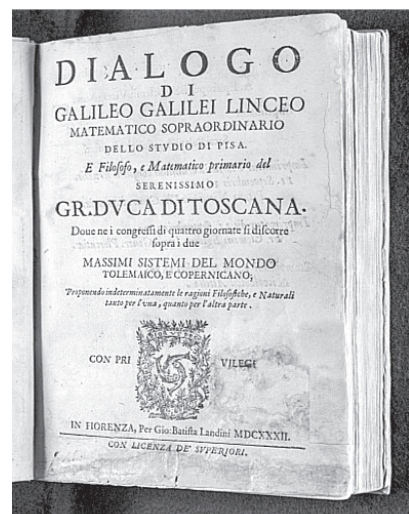 DIALOGO
DI
GALILEO GALILEI LINCEO
MATEMATICO SOPRAORDINARIO
DELLO STVDIO DI PISA.
E Filosofo, e Matematico primario del
SERENISSIMO
GR.DVCA DI TOSCANA.
Doue ne i congressi di quattro giornate si discorre
sopra i due
MASSIMI SISTEMI DEL MONDO
TOLEMAICO, E COPERNICANO;
Proponendo indeterminatamente le ragioni Filosofiche, e Naturali
tanto per l'vna, quanto per l'altra parte.
CON PRI VILEGI
IN FIORENZA, Per Gio: Batista Landini MDCXXXII.
CON LICENZA DE' SVPERIORI.